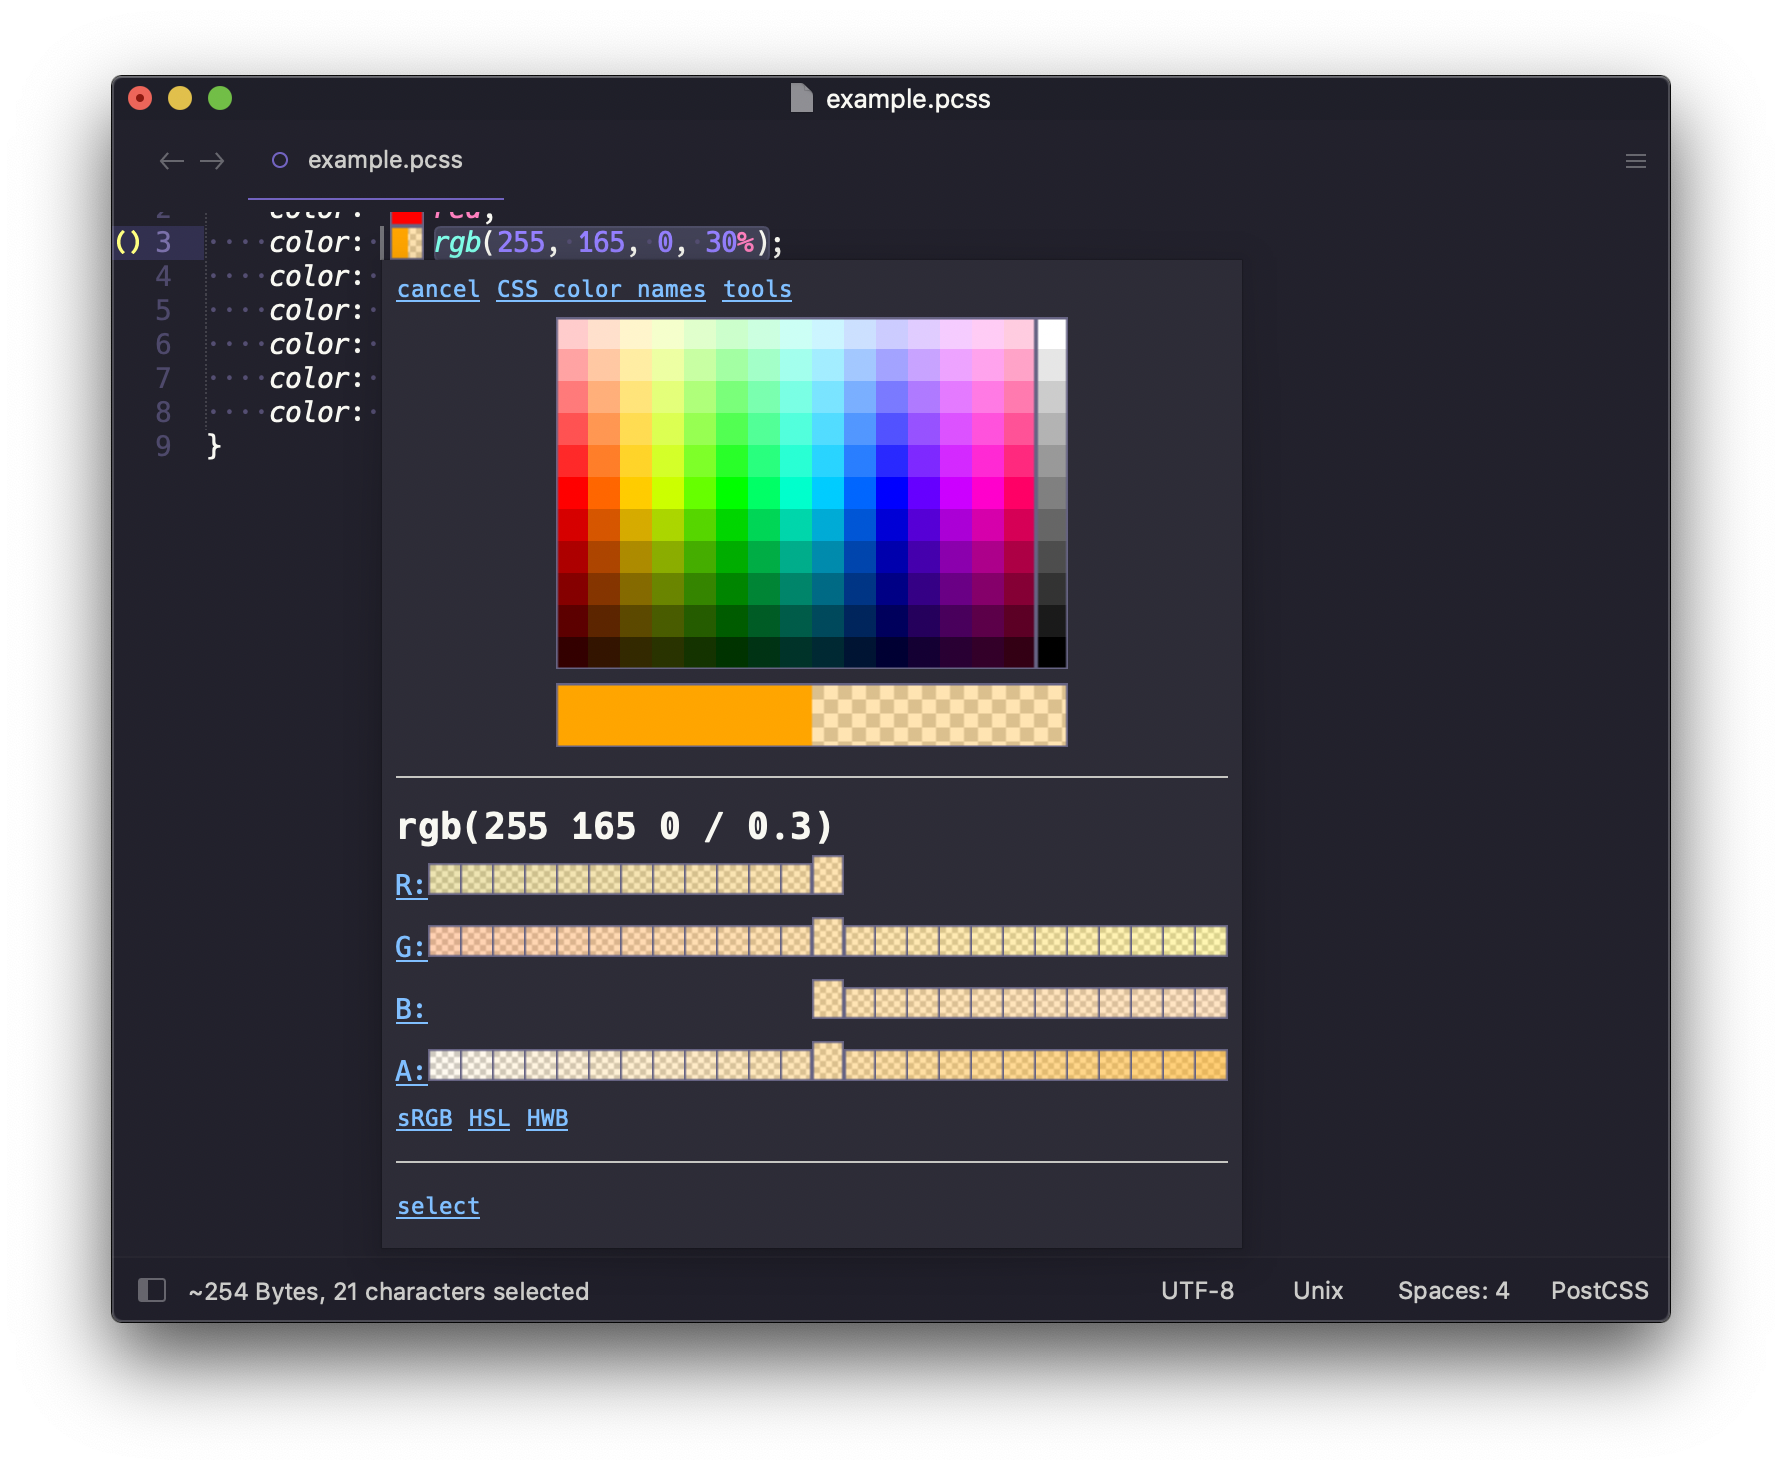 example.pcss
example.pcss
2 color: red;
() 3 color: rgb(255, 165, 0, 30%);
4 color:
5 color:
6 color:
7 color:
8 color:
9 }
cancel CSS color names tools
rgb(255 165 0 / 0.3)
R:
G:
B:
A:
sRGB HSL HWB
select
~254 Bytes, 21 characters selected UTF-8 Unix Spaces: 4 PostCSS